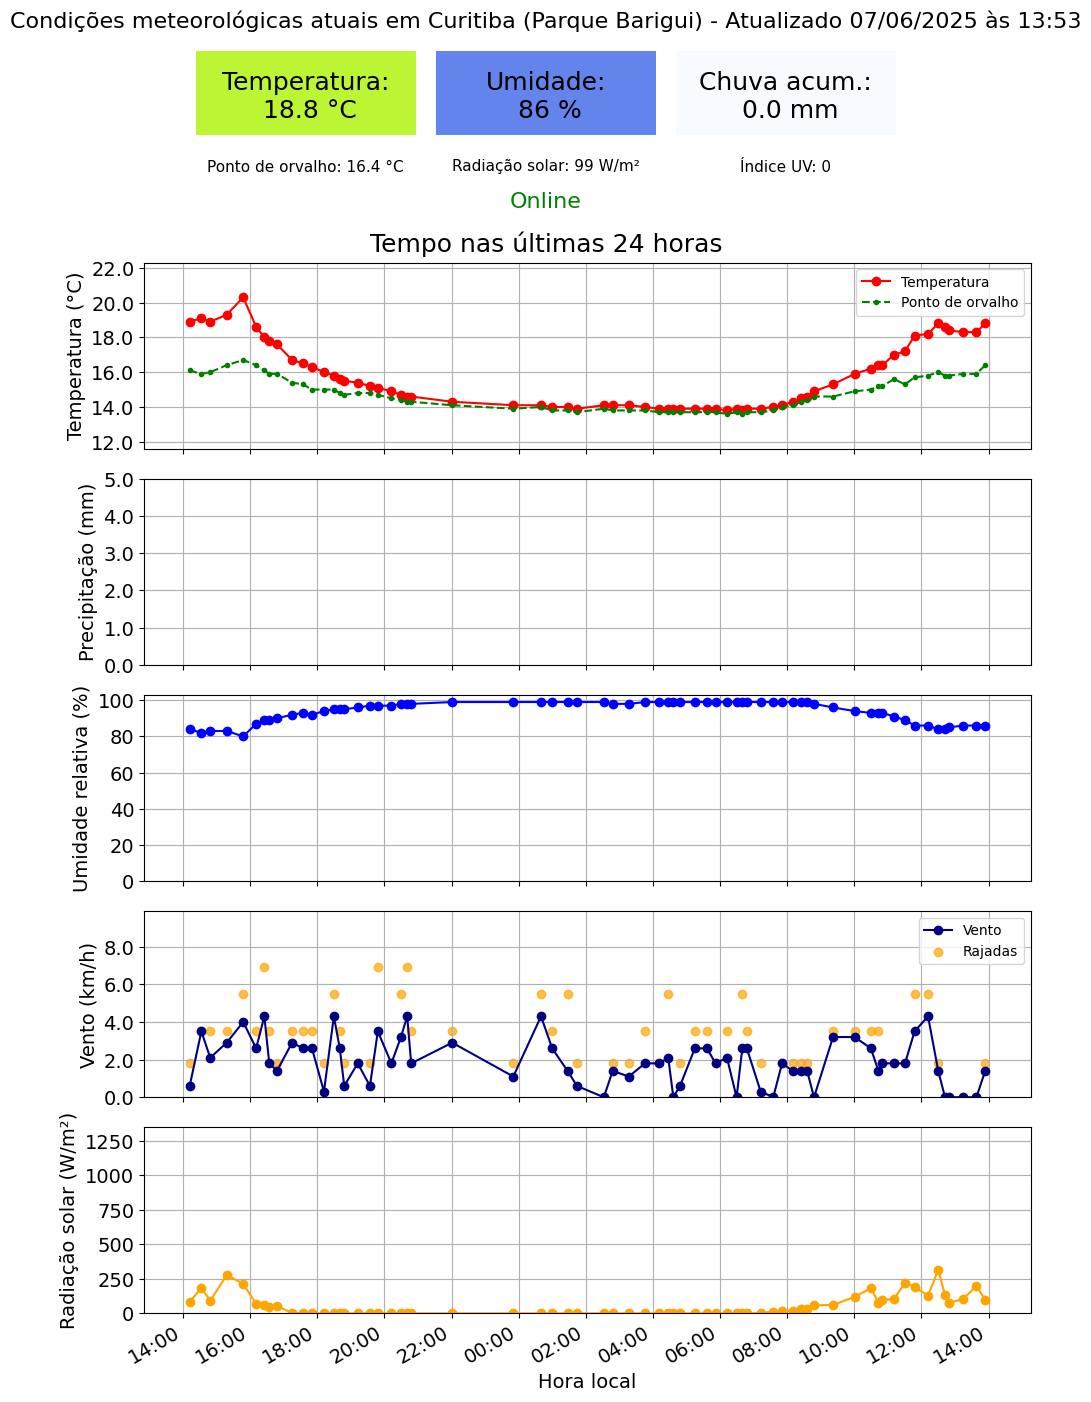 Condições meteorológicas atuais em Curitiba (Parque Barigui) - Atualizado 07/06/2025 às 13:53
Temperatura:
18.8 °C
Umidade:
86 %
Chuva acum.:
0.0 mm
Ponto de orvalho: 16.4 °C
Radiação solar: 99 W/m²
Índice UV: 0
Online
Tempo nas últimas 24 horas
Temperatura (°C)
22.0
20.0
18.0
16.0
14.0
12.0
Temperatura
Ponto de orvalho
Precipitação (mm)
5.0
4.0
3.0
2.0
1.0
0.0
Umidade relativa (%)
100
80
60
40
20
0
Vento (km/h)
8.0
6.0
4.0
2.0
0.0
Vento
Rajadas
Radiação solar (W/m²)
1250
1000
750
500
250
0
14:00
16:00
18:00
20:00
22:00
00:00
02:00
04:00
06:00
08:00
10:00
12:00
14:00
Hora local